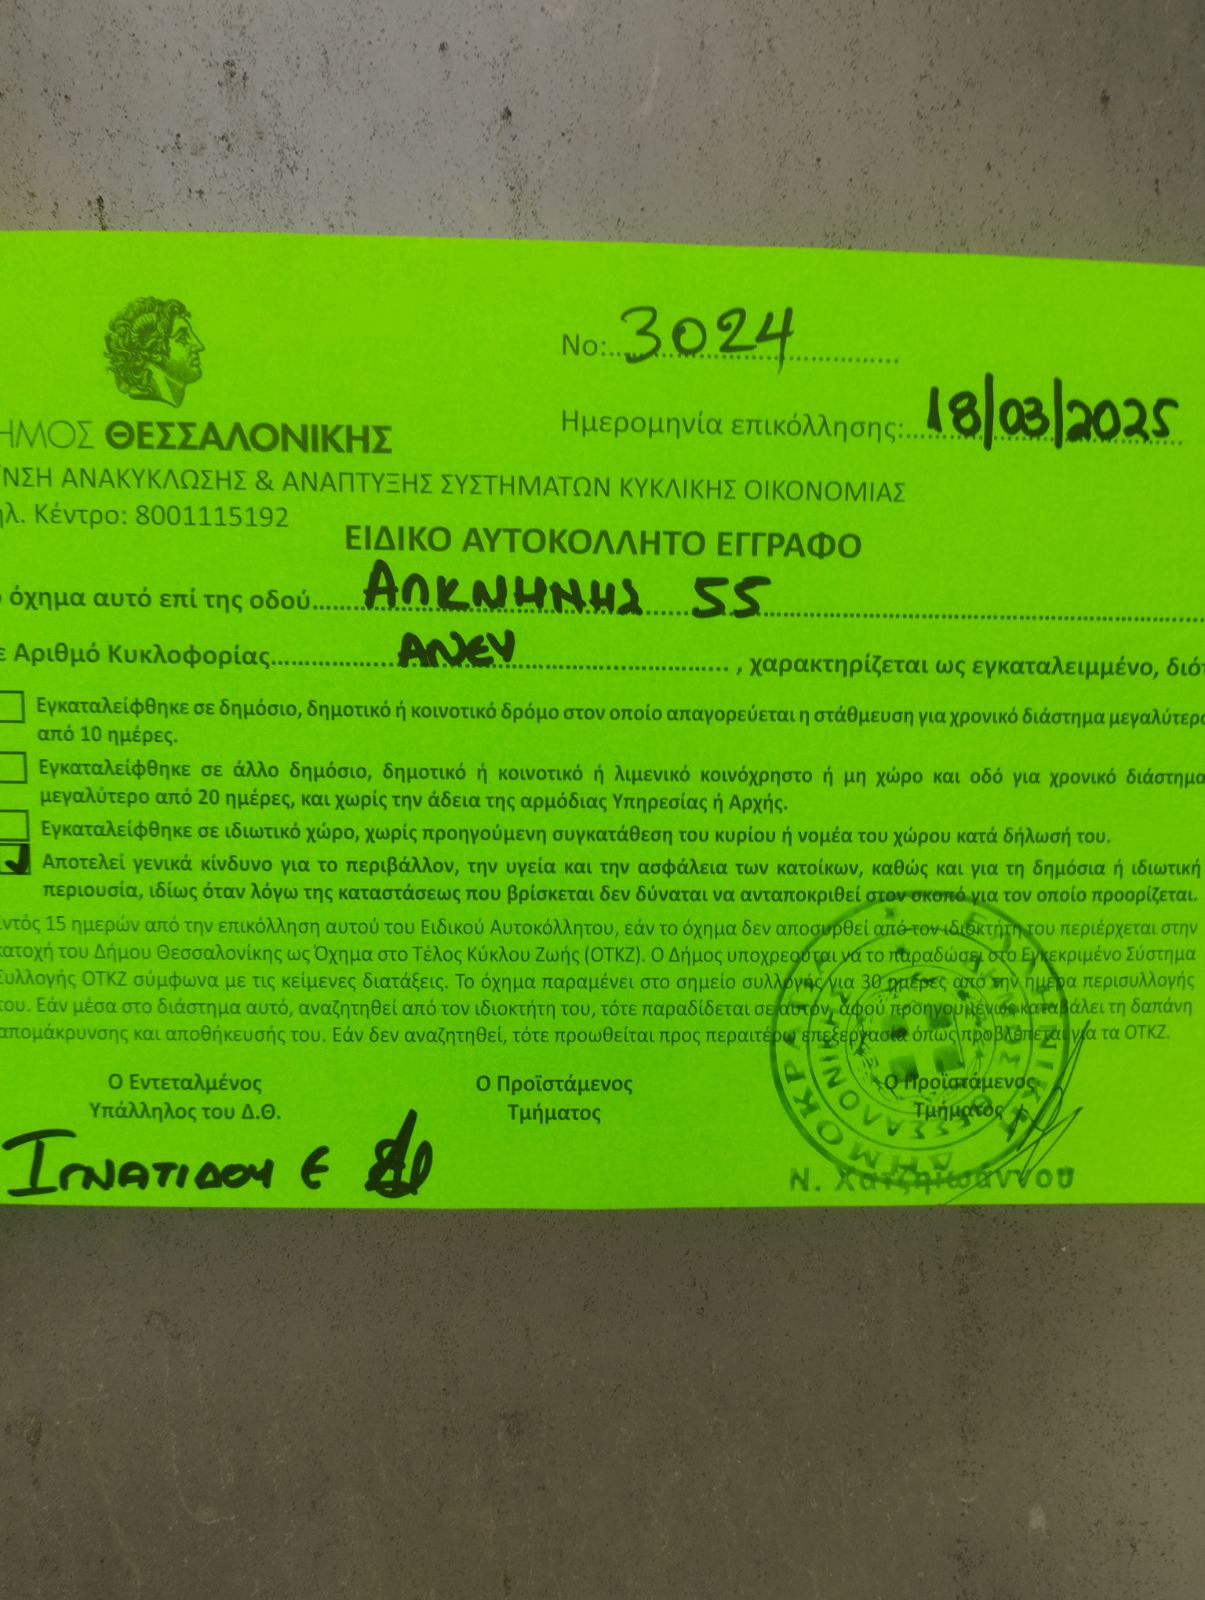 No: 3024
Ημερομηνία επικόλλησης: 18/03/2025
ΗΜΟΣ ΘΕΣΣΑΛΟΝΙΚΗΣ
ΝΣΗ ΑΝΑΚΥΚΛΩΣΗΣ & ΑΝΑΠΤΥΞΗΣ ΣΥΣΤΗΜΑΤΩΝ ΚΥΚΛΙΚΗΣ ΟΙΚΟΝΟΜΙΑΣ
ηλ. Κέντρο: 8001115192
ΕΙΔΙΚΟ ΑΥΤΟΚΟΛΛΗΤΟ ΕΓΓΡΑΦΟ
ο όχημα αυτό επί της οδού 55
ε Αριθμό Κυκλοφορίας ΑΝΕΥ , χαρακτηρίζεται ως εγκαταλειμμένο, διότ
Εγκαταλείφθηκε σε δημόσιο, δημοτικό ή κοινοτικό δρόμο στον οποίο απαγορεύεται η στάθμευση για χρονικό διάστημα μεγαλύτερο
από 10 ημέρες.
Εγκαταλείφθηκε σε άλλο δημόσιο, δημοτικό ή κοινοτικό ή λιμενικό κοινόχρηστο ή μη χώρο και οδό για χρονικό διάστημα
μεγαλύτερο από 20 ημέρες, και χωρίς την άδεια της αρμόδιας Υπηρεσίας ή Αρχής.
Εγκαταλείφθηκε σε ιδιωτικό χώρο, χωρίς προηγούμενη συγκατάθεση του κυρίου ή νομέα του χώρου κατά δήλωσή του.
Αποτελεί γενικά κίνδυνο για το περιβάλλον, την υγεία και την ασφάλεια των κατοίκων, καθώς και για τη δημόσια ή ιδιωτική
περιουσία, ιδίως όταν λόγω της καταστάσεως που βρίσκεται δεν δύναται να ανταποκριθεί στον σκοπό για τον οποίο προορίζεται.
Εντός 15 ημερών από την επικόλληση αυτού του Ειδικού Αυτοκόλλητου, εάν το όχημα δεν αποσυρθεί από τον ιδιοκτήτη του περιέρχεται στην
κατοχή του Δήμου Θεσσαλονίκης ως Όχημα στο Τέλος Κύκλου Ζωής (ΟΤΚΖ). Ο Δήμος υποχρεούται να το παραδώσει στο Εγκεκριμένο Σύστημα
Συλλογής ΟΤΚΖ σύμφωνα με τις κείμενες διατάξεις. Το όχημα παραμένει στο σημείο συλλογής για 30 ημέρες από την ημέρα περισυλλογής
του. Εάν μέσα στο διάστημα αυτό, αναζητηθεί από τον ιδιοκτήτη του, τότε παραδίδεται σε αυτόν, αφού προηγουμένως καταβάλει τη δαπάνη
απομάκρυνσης και αποθήκευσής του. Εάν δεν αναζητηθεί, τότε προωθείται προς περαιτέρω επεξεργασία όπως προβλέπεται για τα ΟΤΚΖ.
Ο Εντεταλμένος
Υπάλληλος του Δ.Θ.
Ο Προϊστάμενος
Τμήματος
Ο Προϊστάμενος
Τμήματος
ΙΓΝΑΤΙΔΟΥ Ε
Ν. Χατζηιωάννου
ΕΛΛΗΝΙΚΗ ΔΗΜΟΚΡΑΤΙΑ
ΔΗΜΟΣ ΘΕΣΣΑΛΟΝΙΚΗΣ